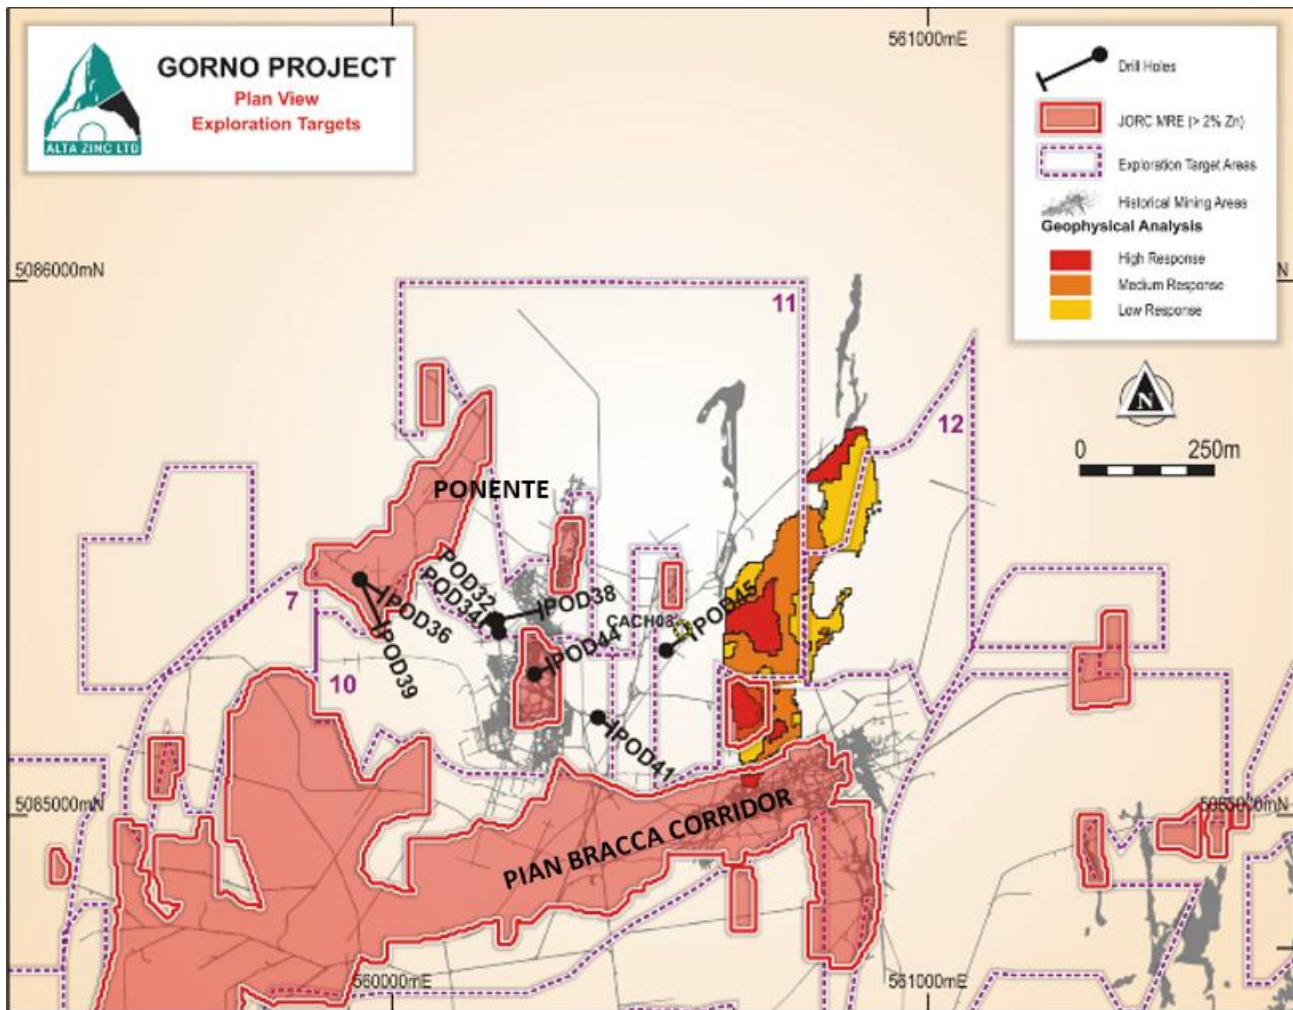 GORNO PROJECT
Plan View
Exploration Targets
ALTA ZINC LTD
561000mE
Drill Holes
JORC MRE (> 2% Zn)
Exploration Target Areas
Historical Mining Areas
Geophysical Analysis
High Response
Medium Response
Low Response
5086000mN
N
11
12
N
0 250m
PONENTE
POD32
POD34
POD38
CACH08
POD45
7
POD36
POD44
POD39
10
POD41
5085000mN
5085000mN
PIAN BRACCA CORRIDOR
560000mE
561000mE